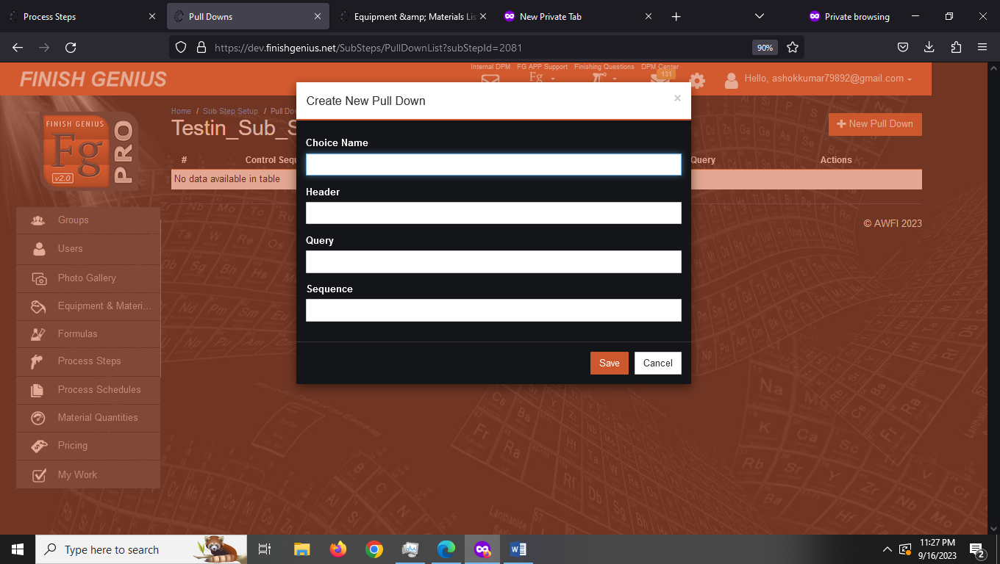 Process Steps
Pull Downs
Equipment &amp; Materials Lis
New Private Tab
Private browsing
https://dev.finishgenius.net/SubSteps/PullDownList?subStepId=2081
90%
FINISH GENIUS
Internal DPM
FG APP Support
Finishing Questions
DPM Center
Fg
131
Hello, ashokkumar79892@gmail.com
FINISH GENIUS
Fg
v2.0
PRO
Home / Sub Step Setup / Pull Do
Testin_Sub_S
New Pull Down
# Control Sequ Query Actions
No data available in table
© AWFI 2023
Create New Pull Down
×
Choice Name
Header
Query
Sequence
Save
Cancel
Groups
Users
Photo Gallery
Equipment & Materi...
Formulas
Process Steps
Process Schedules
Material Quantities
Pricing
My Work
Type here to search
11:27 PM
9/16/2023
2